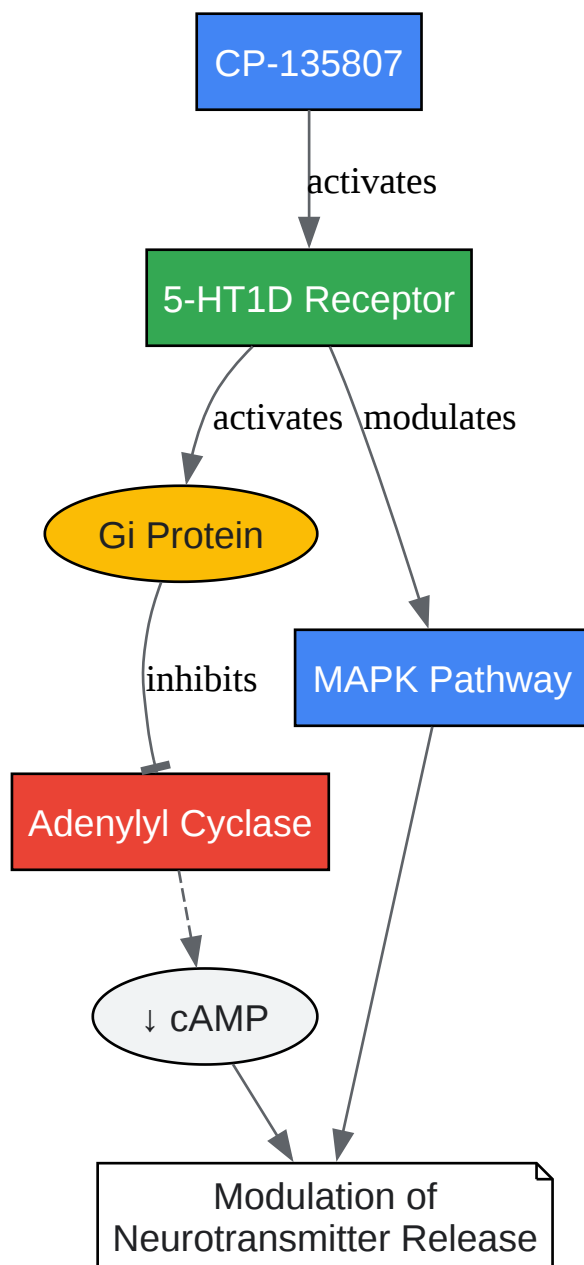 CP-135807
activates
5-HT1D Receptor
activates
modulates
Gi Protein
inhibits
MAPK Pathway
Adenylyl Cyclase
↓ cAMP
Modulation of
Neurotransmitter Release